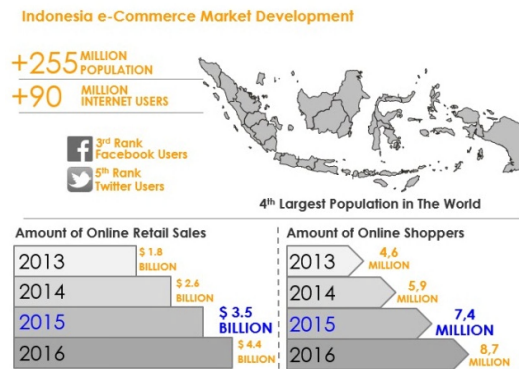 Indonesia e-Commerce Market Development
+255 MILLION
POPULATION
+90 MILLION
INTERNET USERS
3rd Rank
Facebook Users
5th Rank
Twitter Users
4th Largest Population in The World
Amount of Online Retail Sales
2013 $ 1.8
BILLION
2014 $ 2.6
BILLION
2015 $ 3.5
BILLION
2016 $ 4.4
BILLION
Amount of Online Shoppers
2013 4,6
MILLION
2014 5,9
MILLION
2015 7,4
MILLION
2016 8,7
MILLION